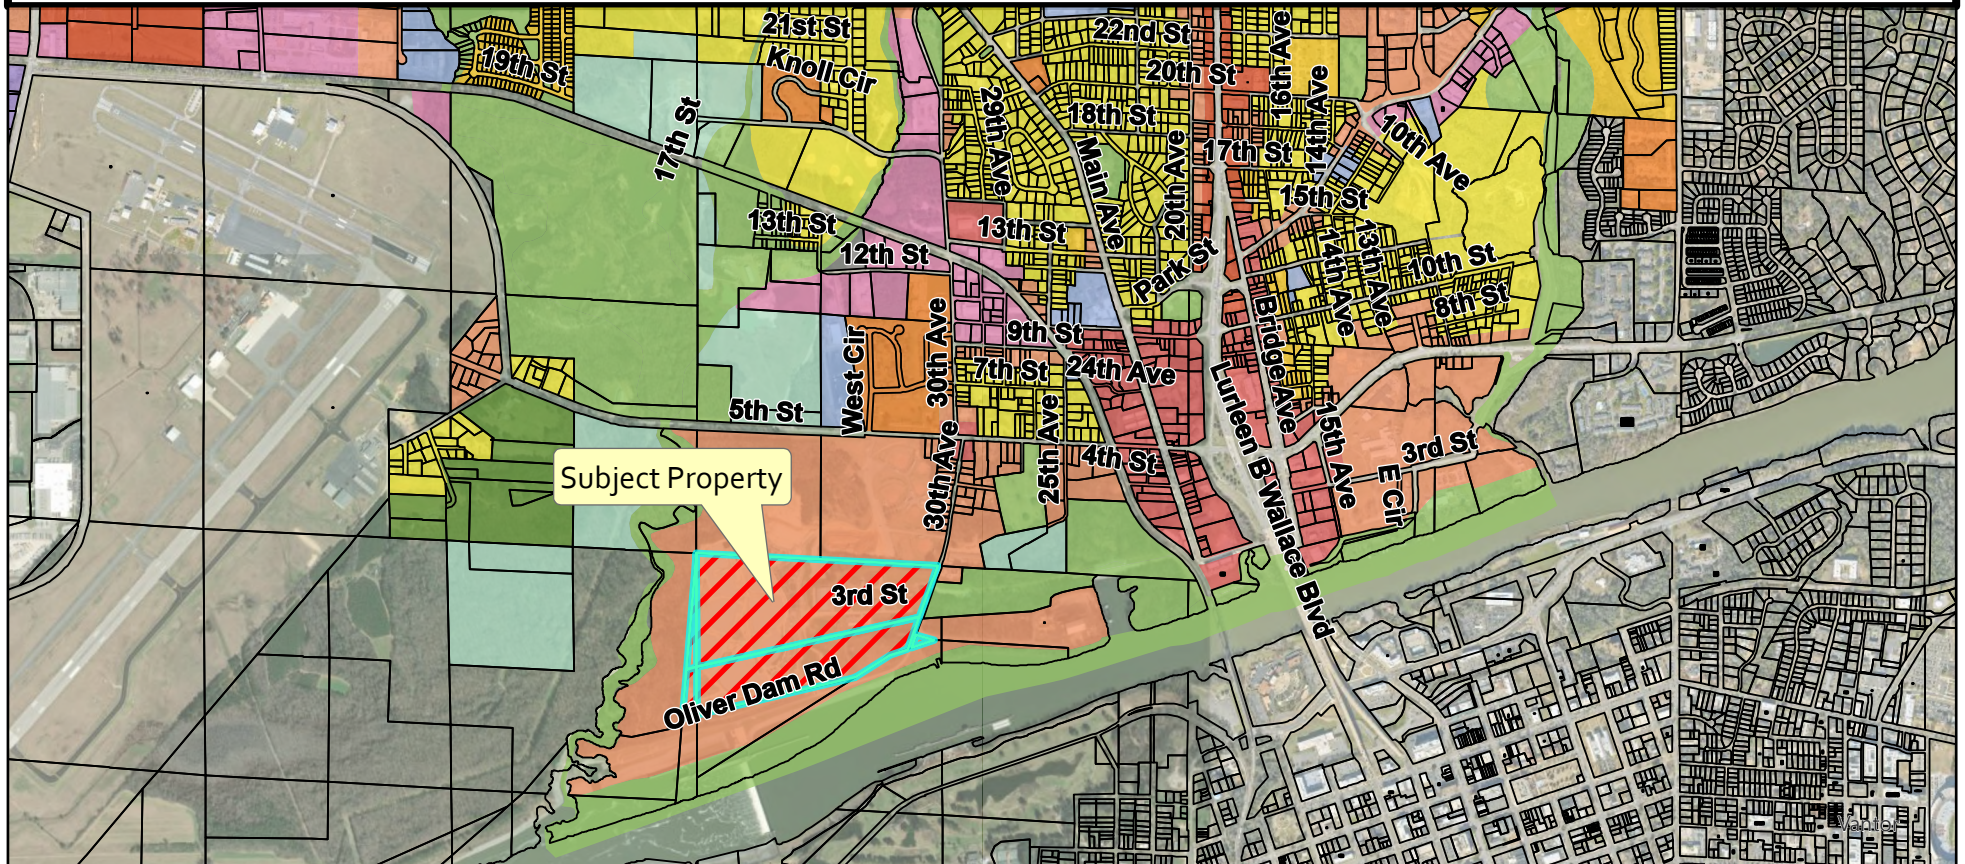 21st St
22nd St
16th Ave
19th St
Knoll Cir
20th St
14th Ave
17th St
29th Ave
18th St
10th Ave
Main Ave
20th Ave
17th St
15th St
13th St
13th St
12th St
Park St
14th Ave
13th Ave
10th St
8th St
30th Ave
West Cir
9th St
Bridge Ave
7th St
24th Ave
5th St
25th Ave
15th Ave
30th Ave
4th St
3rd St
E Cir
Lurleen B Wallace Blvd
Subject Property
3rd St
Oliver Dam Rd
Vantor